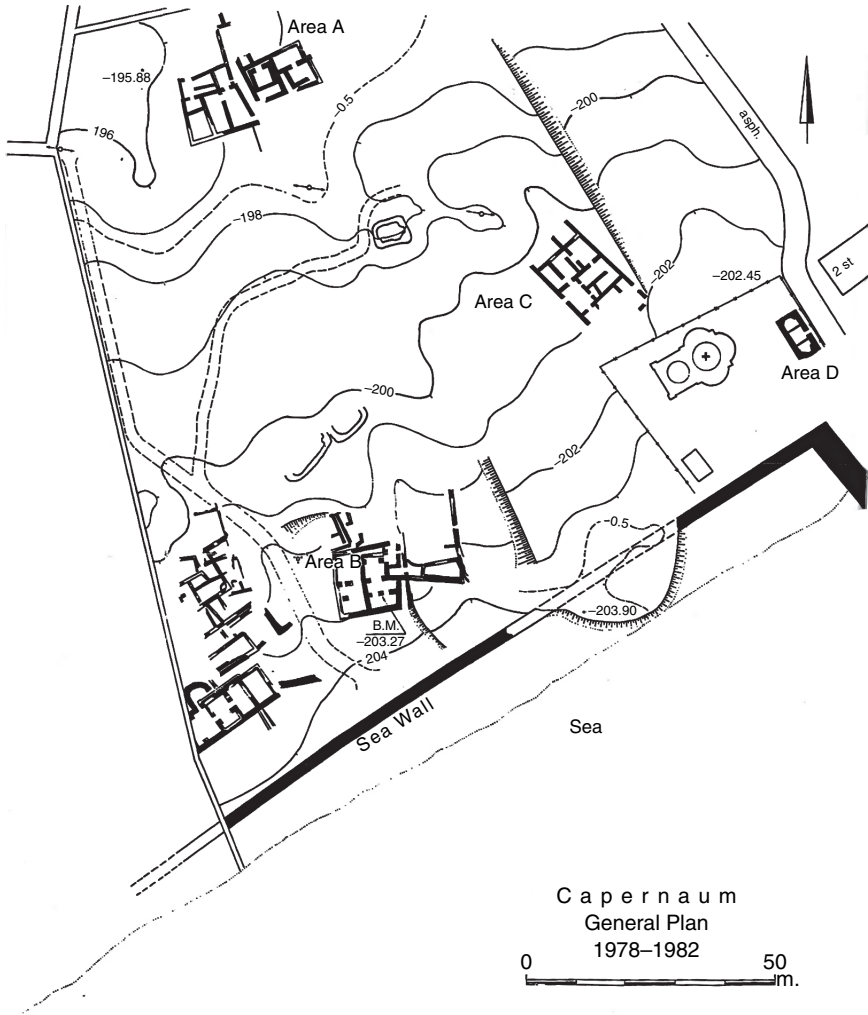 Area A
–195.88
–0.5
–200
asph.
196
–198
–202
–202.45
2 st
Area C
Area D
–200
–202
–0.5
Area B
–203.90
B.M.
–203.27
–204
Sea Wall
Sea
Capernaum
General Plan
1978–1982
0 50
m.